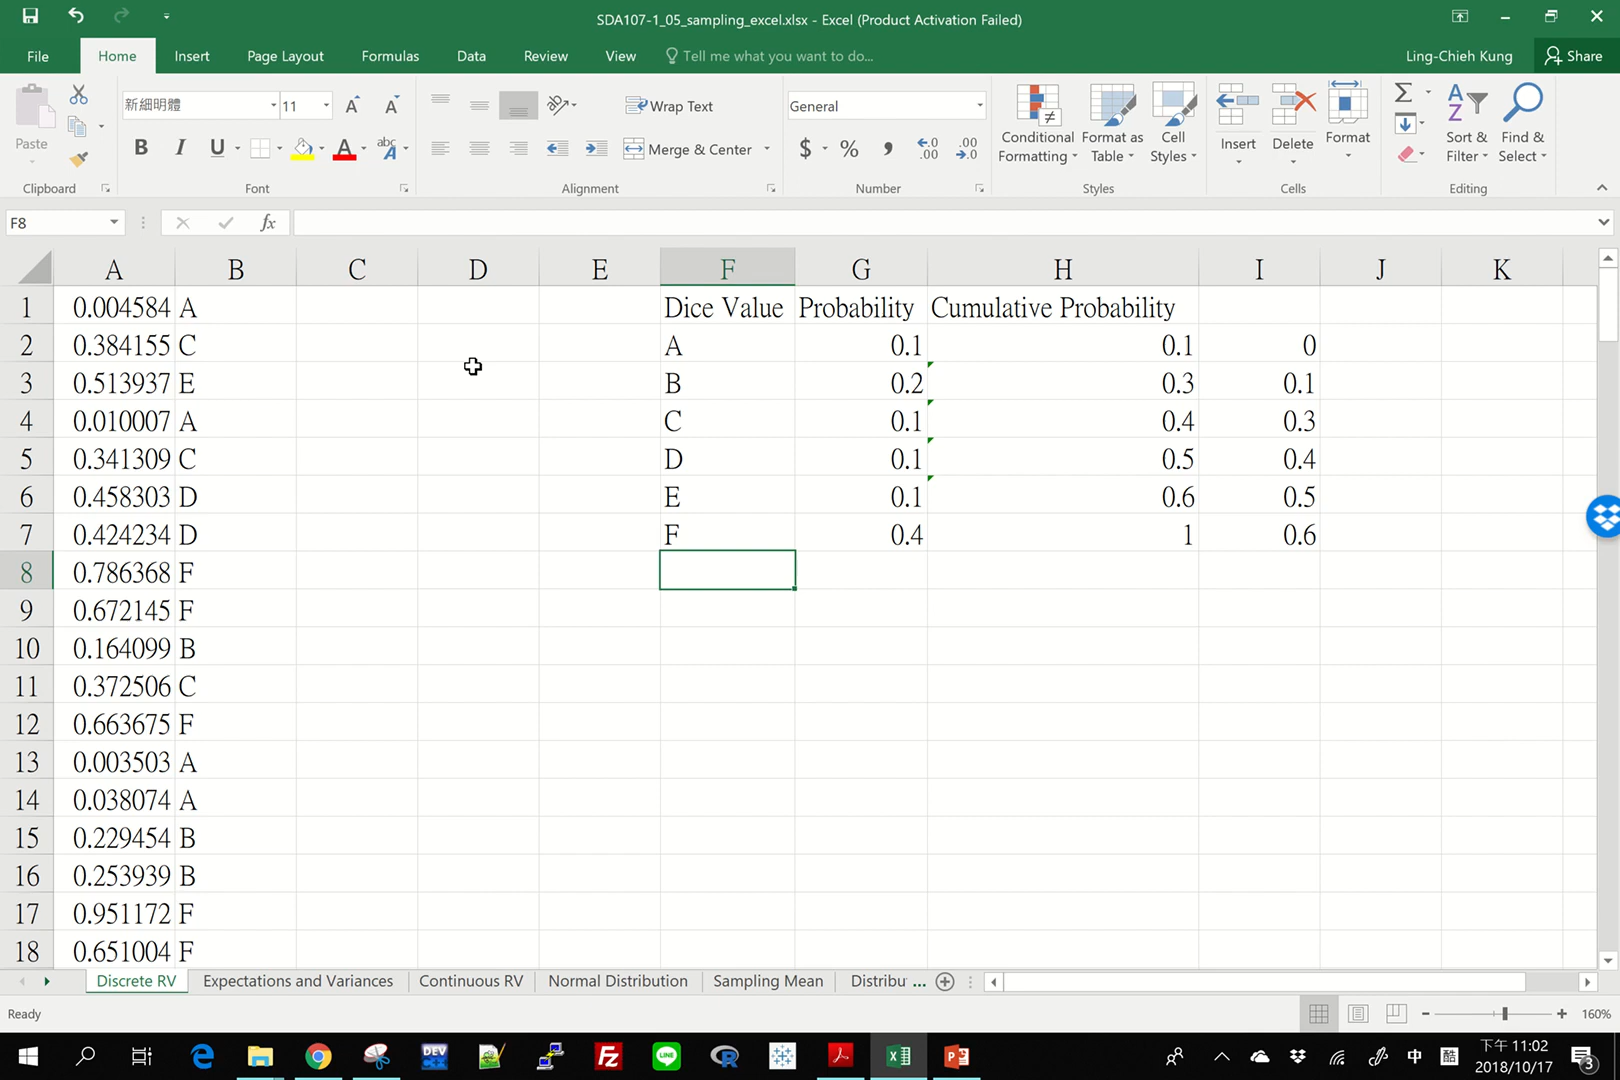 SDA107-1_05_sampling_excel.xlsx - Excel (Product Activation Failed)
File Home Insert Page Layout Formulas Data Review View Tell me what you want to do... Ling-Chieh Kung Share
Paste
新細明體 11
B I U A abc A
Wrap Text
Merge & Center
General
$ % , .00 .00
Conditional Formatting
Format as Table
Cell Styles
Insert Delete Format
Sort & Filter
Find & Select
Clipboard Font Alignment Number Styles Cells Editing
F8 fx
A B C D E F G H I J K
1 0.004584 A Dice Value Probability Cumulative Probability
2 0.384155 C A 0.1 0.1 0
3 0.513937 E B 0.2 0.3 0.1
4 0.010007 A C 0.1 0.4 0.3
5 0.341309 C D 0.1 0.5 0.4
6 0.458303 D E 0.1 0.6 0.5
7 0.424234 D F 0.4 1 0.6
8 0.786368 F
9 0.672145 F
10 0.164099 B
11 0.372506 C
12 0.663675 F
13 0.003503 A
14 0.038074 A
15 0.229454 B
16 0.253939 B
17 0.951172 F
18 0.651004 F
Discrete RV Expectations and Variances Continuous RV Normal Distribution Sampling Mean Distribu ...
Ready 160%
DEV FZ LINE R 中 酷 下午 11:02
2018/10/17 3